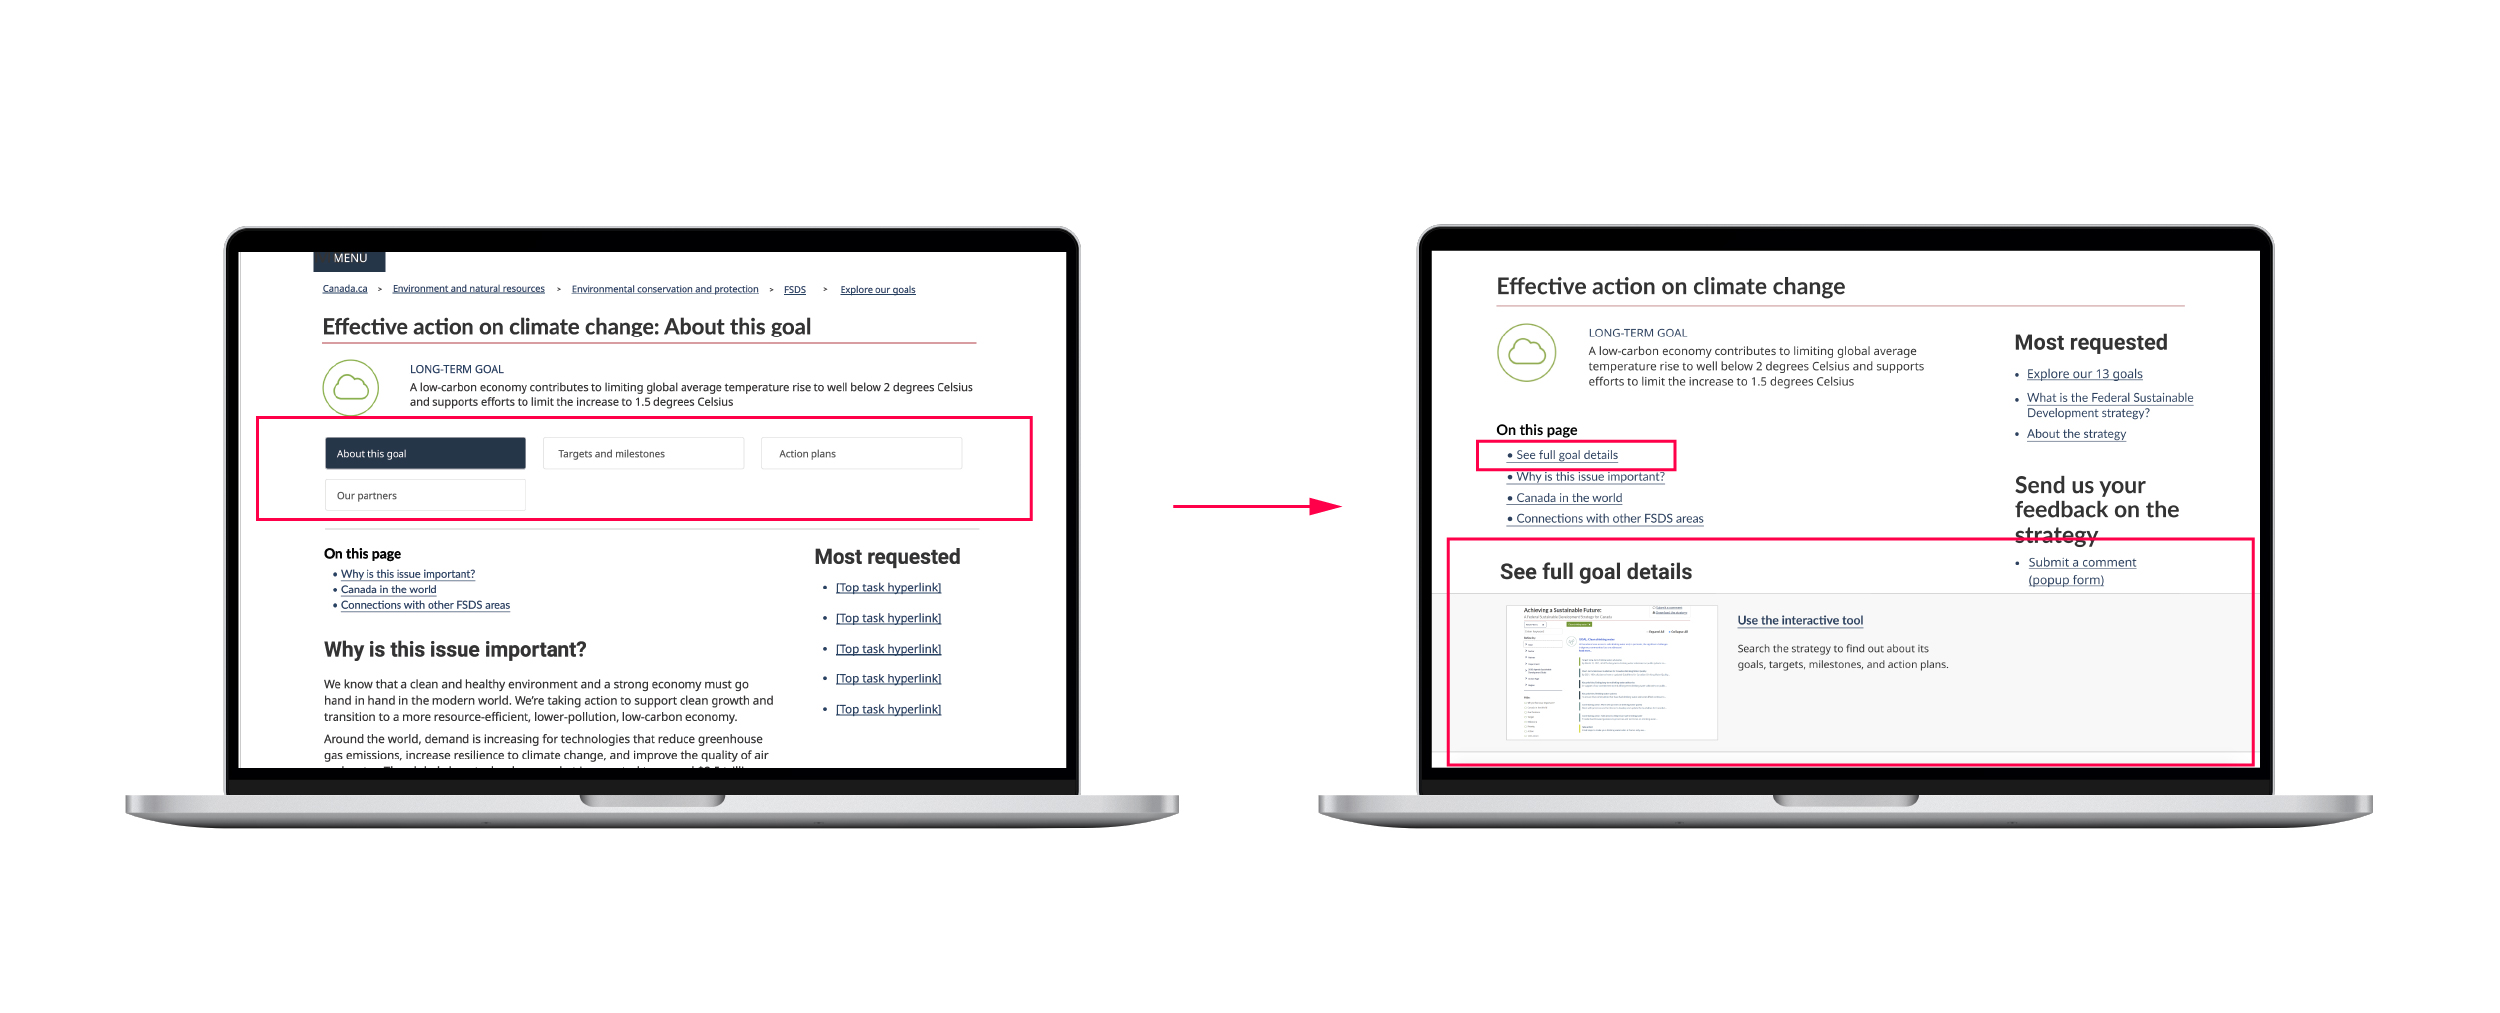 MENU
Canada.ca > Environment and natural resources > Environmental conservation and protection > FSDS > Explore our goals
Effective action on climate change: About this goal
LONG-TERM GOAL
A low-carbon economy contributes to limiting global average temperature rise to well below 2 degrees Celsius
and supports efforts to limit the increase to 1.5 degrees Celsius
About this goal
Targets and milestones
Action plans
Our partners
On this page
• Why is this issue important?
• Canada in the world
• Connections with other FSDS areas
Why is this issue important?
We know that a clean and healthy environment and a strong economy must go
hand in hand in the modern world. We're taking action to support clean growth and
transition to a more resource-efficient, lower-pollution, low-carbon economy.
Around the world, demand is increasing for technologies that reduce greenhouse
gas emissions, increase resilience to climate change, and improve the quality of air
Most requested
• [Top task hyperlink]
• [Top task hyperlink]
• [Top task hyperlink]
• [Top task hyperlink]
• [Top task hyperlink]
Effective action on climate change
LONG-TERM GOAL
A low-carbon economy contributes to limiting global average
temperature rise to well below 2 degrees Celsius and supports
efforts to limit the increase to 1.5 degrees Celsius
On this page
• See full goal details
• Why is this issue important?
• Canada in the world
• Connections with other FSDS areas
Most requested
• Explore our 13 goals
• What is the Federal Sustainable
Development strategy?
• About the strategy
Send us your
feedback on the
strategy
• Submit a comment
(popup form)
See full goal details
Achieving a Sustainable Future:
A Federal Sustainable Development Strategy for Canada
Use the interactive tool
Search the strategy to find out about its
goals, targets, milestones, and action plans.